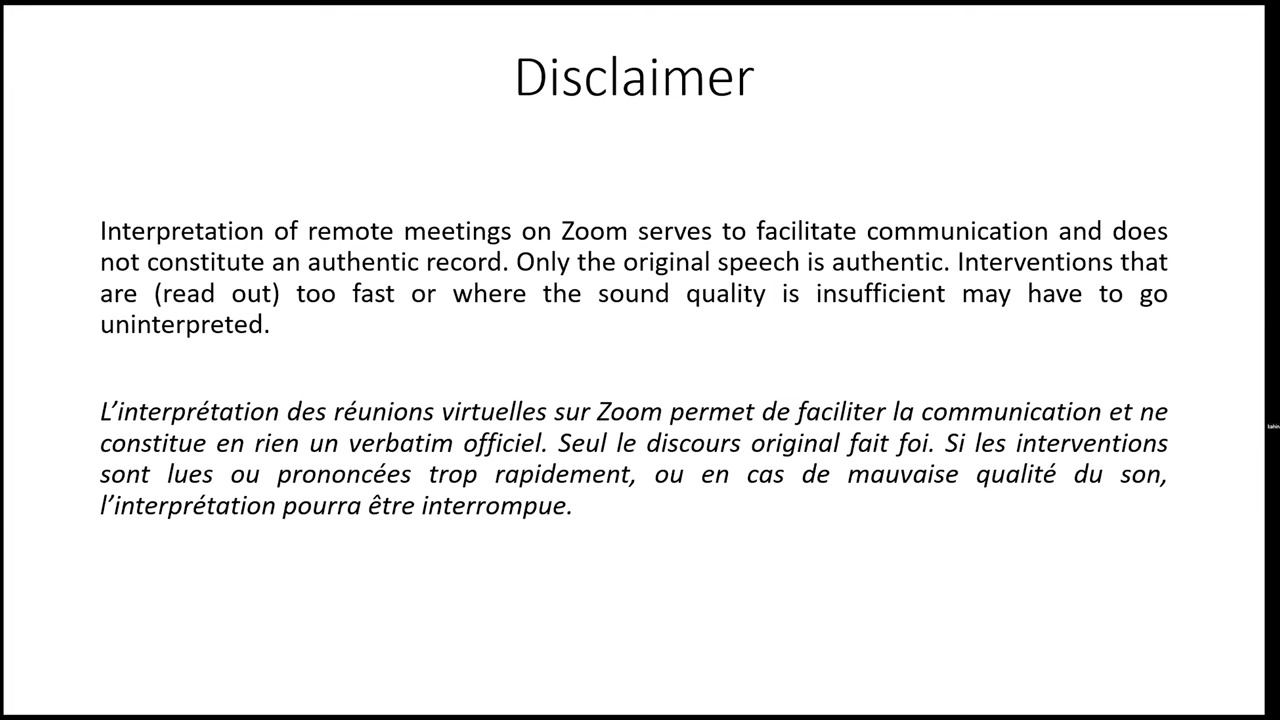 Disclaimer
Interpretation of remote meetings on Zoom serves to facilitate communication and does
not constitute an authentic record. Only the original speech is authentic. Interventions that
are (read out) too fast or where the sound quality is insufficient may have to go
uninterpreted.
L’interprétation des réunions virtuelles sur Zoom permet de faciliter la communication et ne
constitue en rien un verbatim officiel. Seul le discours original fait foi. Si les interventions
sont lues ou prononcées trop rapidement, ou en cas de mauvaise qualité du son,
l’interprétation pourra être interrompue.